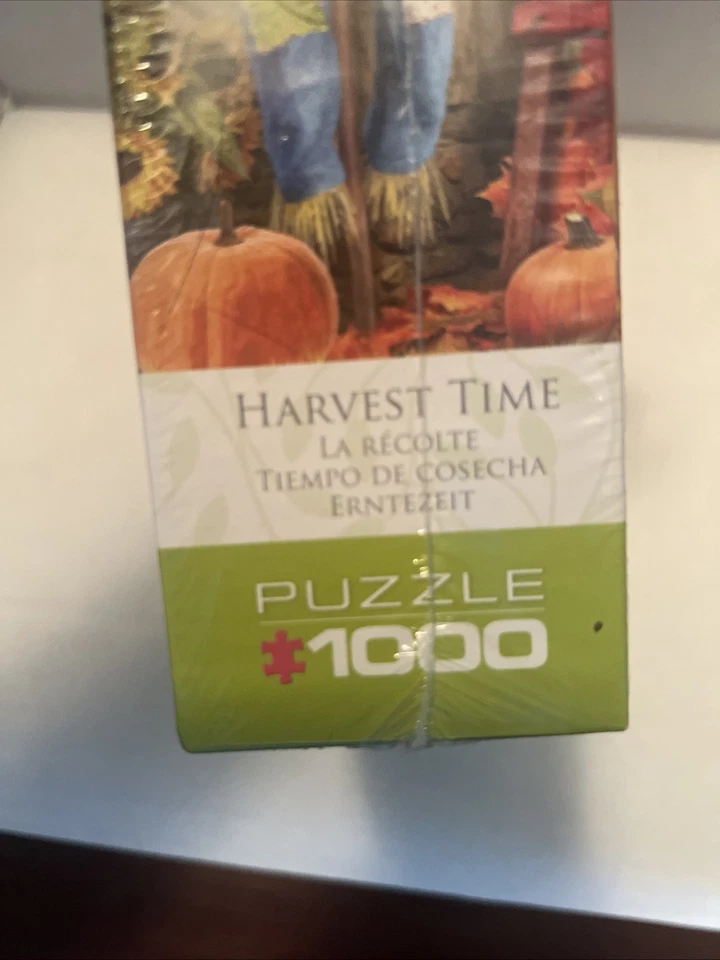 HARVEST TIME
LA RÉCOLTE
TIEMPO DE COSECHA
ERNTEZEIT
PUZZLE
1000